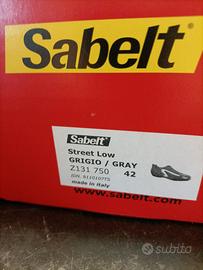 Sabelt
Sabelt
Street Low
GRIGIO / GRAY
Z131 750 42
made in Italy
www.sabelt.com
subito